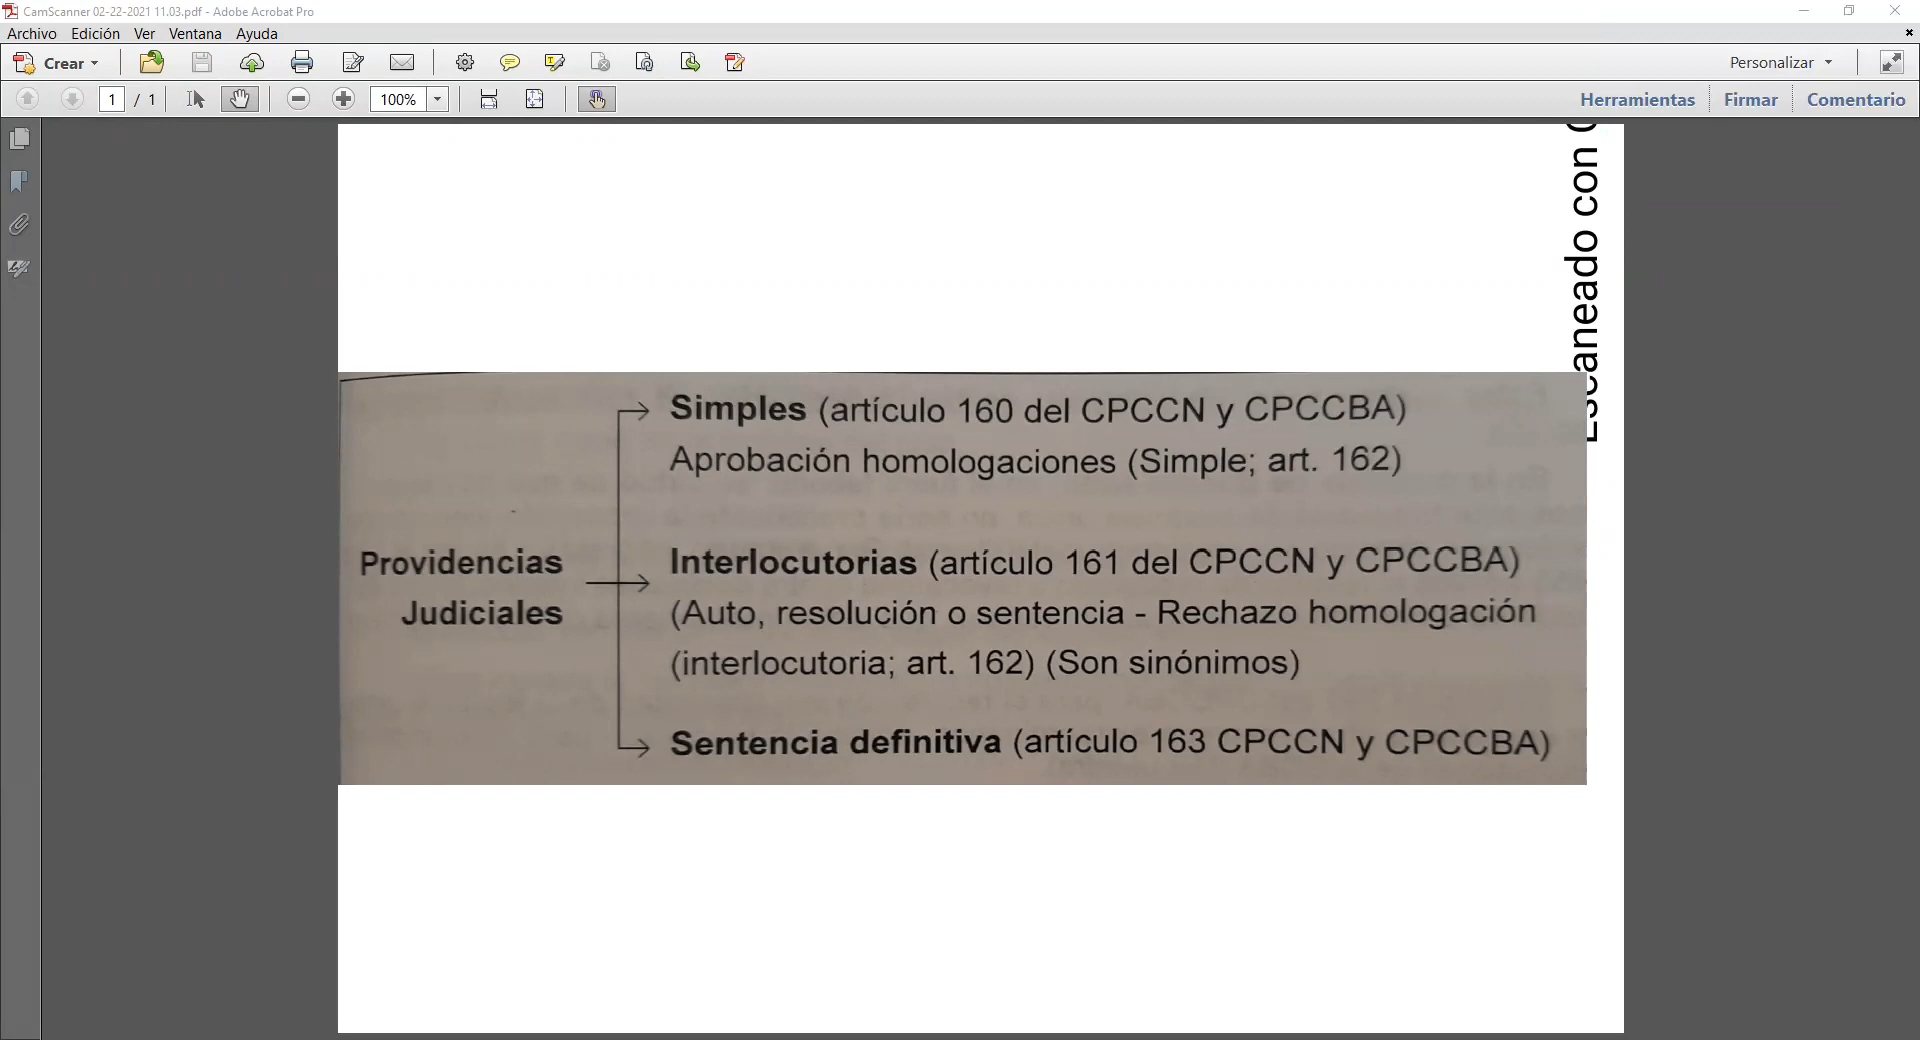 CamScanner 02-22-2021 11.03.pdf - Adobe Acrobat Pro
Archivo Edición Ver Ventana Ayuda
Crear
Personalizar
1 / 1
100%
Herramientas Firmar Comentario
Escaneado con
Simples (artículo 160 del CPCCN y CPCCBA)
Aprobación homologaciones (Simple; art. 162)
Providencias
Judiciales
Interlocutorias (artículo 161 del CPCCN y CPCCBA)
(Auto, resolución o sentencia - Rechazo homologación
(interlocutoria; art. 162) (Son sinónimos)
Sentencia definitiva (artículo 163 CPCCN y CPCCBA)